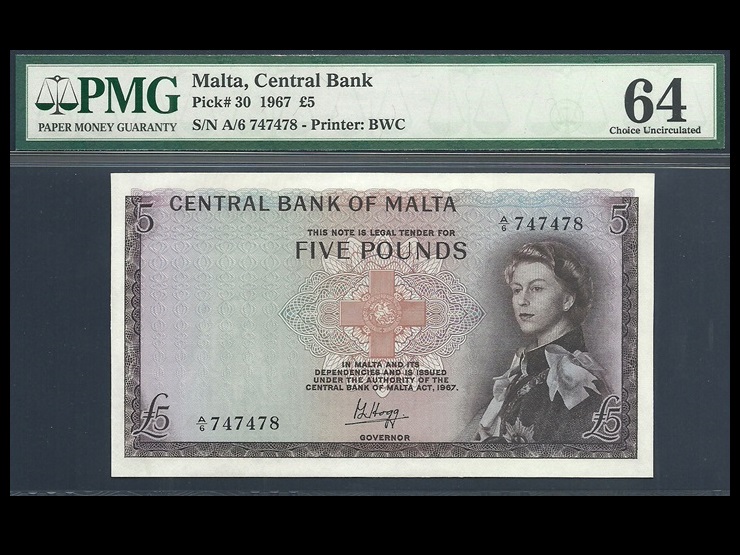 PMG
PAPER MONEY GUARANTY
Malta, Central Bank
Pick# 30 1967 £5
S/N A/6 747478 - Printer: BWC
64
Choice Uncirculated
5 CENTRAL BANK OF MALTA 5
A/6 747478
THIS NOTE IS LEGAL TENDER FOR
FIVE POUNDS
IN MALTA AND ITS
DEPENDENCIES AND IS ISSUED
UNDER THE AUTHORITY OF THE
CENTRAL BANK OF MALTA ACT, 1967.
£5 A/6 747478 £5
GOVERNOR